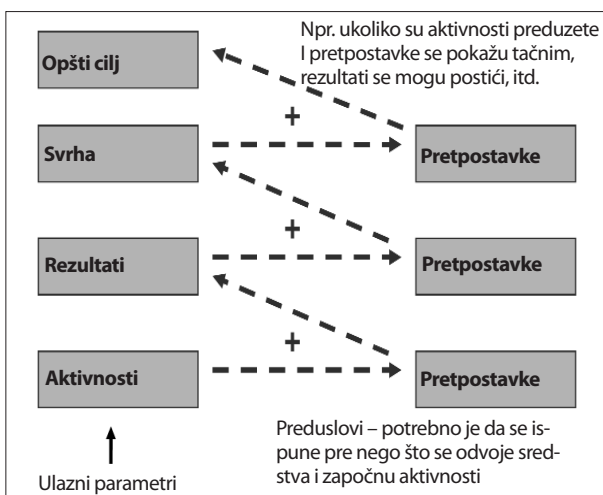 Npr. ukoliko su aktivnosti preduzete
I pretpostavke se pokažu tačnim,
rezultati se mogu postići, itd.
Opšti cilj
+
Svrha
Pretpostavke
+
Rezultati
Pretpostavke
+
Aktivnosti
Pretpostavke
Preduslovi – potrebno je da se is-
pune pre nego što se odvoje sred-
stva i započnu aktivnosti
Ulazni parametri